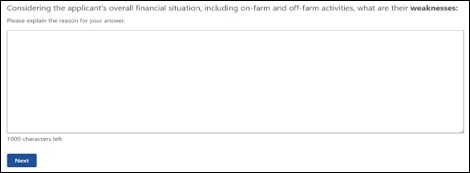 Considering the applicant's overall financial situation, including on-farm and off-farm activities, what are their weaknesses:
Please explain the reason for your answer.
1000 characters left
Next